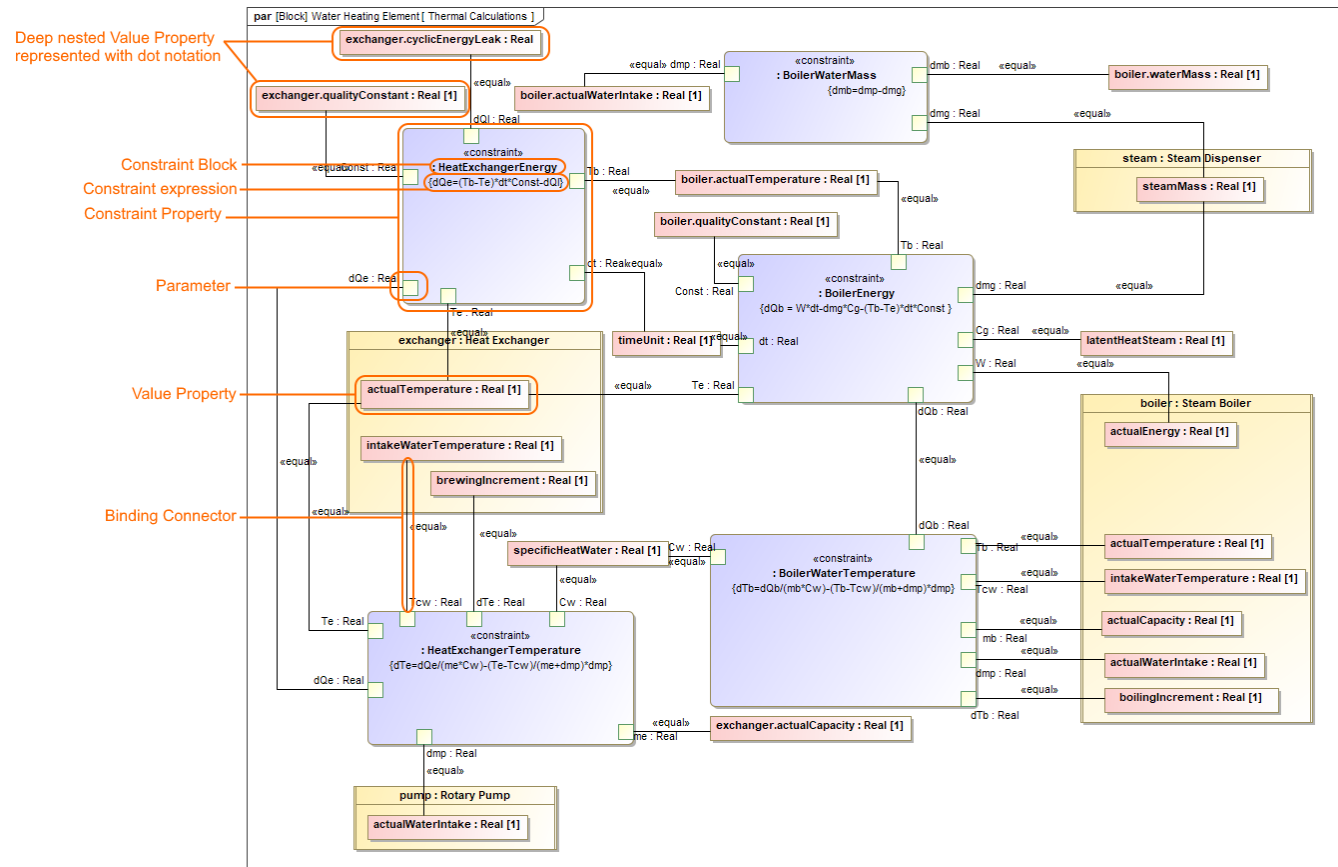 par [Block] Water Heating Element [ Thermal Calculations ]
Deep nested Value Property
represented with dot notation
exchanger.cyclicEnergyLeak : Real
«equal»
exchanger.qualityConstant : Real [1]
dQl : Real
«equal» dmp : Real
boiler.actualWaterIntake : Real [1]
«constraint»
: BoilerWaterMass
{dmb=dmp-dmg}
dmb : Real
«equal»
boiler.waterMass : Real [1]
dmg : Real
«equal»
steam : Steam Dispenser
steamMass : Real [1]
Constraint Block
Constraint expression
Constraint Property
«equal»
Const : Rea
«constraint»
: HeatExchangerEnergy
{dQe=(Tb-Te)*dt*Const-dQl}
Tb : Real
«equal»
boiler.actualTemperature : Real [1]
«equal»
boiler.qualityConstant : Real [1]
«equal»
Tb : Real
Parameter
dQe : Rea
dt : Real
«equal»
Const : Real
«constraint»
: BoilerEnergy
{dQb = W*dt-dmg*Cg-(Tb-Te)*dt*Const }
dmg : Real
«equal»
Te : Real
«equal»
timeUnit : Real [1]
«equal»
dt : Real
Cg : Real
«equal»
latentHeatSteam : Real [1]
W : Real
«equal»
exchanger : Heat Exchanger
Value Property
actualTemperature : Real [1]
«equal»
Te : Real
dQb : Real
boiler : Steam Boiler
actualEnergy : Real [1]
intakeWaterTemperature : Real [1]
«equal»
«equal»
brewingIncrement : Real [1]
Binding Connector
«equal»
«equal»
«equal»
dQb : Real
specificHeatWater : Real [1]
Cw : Real
«equal»
«equal»
«constraint»
: BoilerWaterTemperature
{dTb=dQb/(mb*Cw)-(Tb-Tcw)/(mb+dmp)*dmp}
«equal»
Tb : Real
actualTemperature : Real [1]
«equal»
Tcw : Real
intakeWaterTemperature : Real [1]
«equal»
mb : Real
actualCapacity : Real [1]
«equal»
dmp : Real
actualWaterIntake : Real [1]
«equal»
dTb : Real
boilingIncrement : Real [1]
Tcw : Real
dTe : Real
Cw : Real
Te : Real
«constraint»
: HeatExchangerTemperature
{dTe=dQe/(me*Cw)-(Te-Tcw)/(me+dmp)*dmp}
dQe : Real
me : Real
«equal»
exchanger.actualCapacity : Real [1]
dmp : Real
«equal»
pump : Rotary Pump
actualWaterIntake : Real [1]